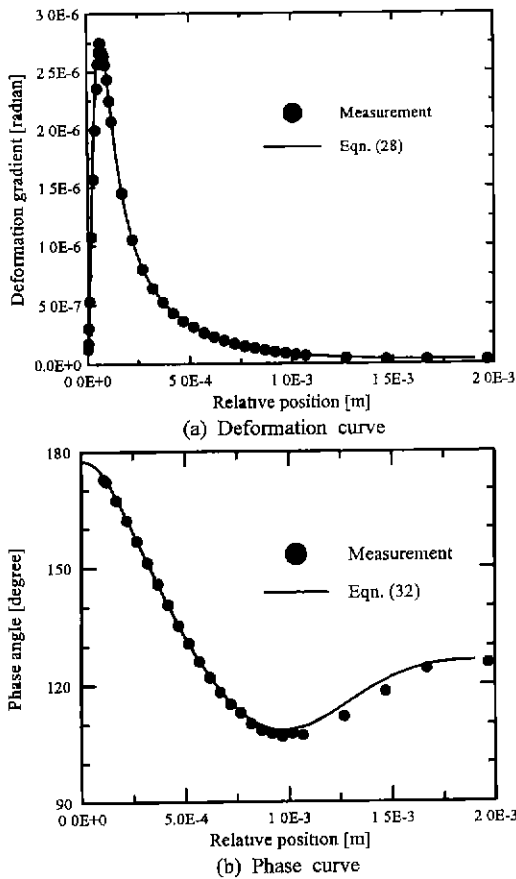 3.0E-6
2.5E-6
2 0E-6
1 5E-6
1 0E-6
5 0E-7
0.0E+0
Deformation gradient [radian]
Measurement
Eqn. (28)
0 0E+0 5 0E-4 1 0E-3 1 5E-3 2 0E-3
Relative position [m]
(a) Deformation curve
180
150
120
90
Phase angle [degree]
Measurement
Eqn. (32)
0 0E+0 5.0E-4 1 0E-3 1 5E-3 2 0E-3
Relative position [m]
(b) Phase curve